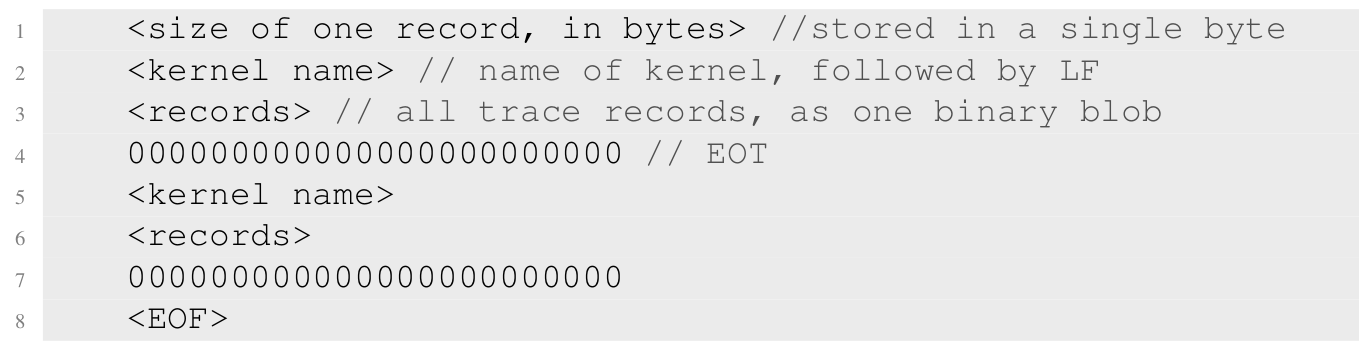 1 <size of one record, in bytes> //stored in a single byte
2 <kernel name> // name of kernel, followed by LF
3 <records> // all trace records, as one binary blob
4 000000000000000000000000 // EOT
5 <kernel name>
6 <records>
7 000000000000000000000000
8 <EOF>